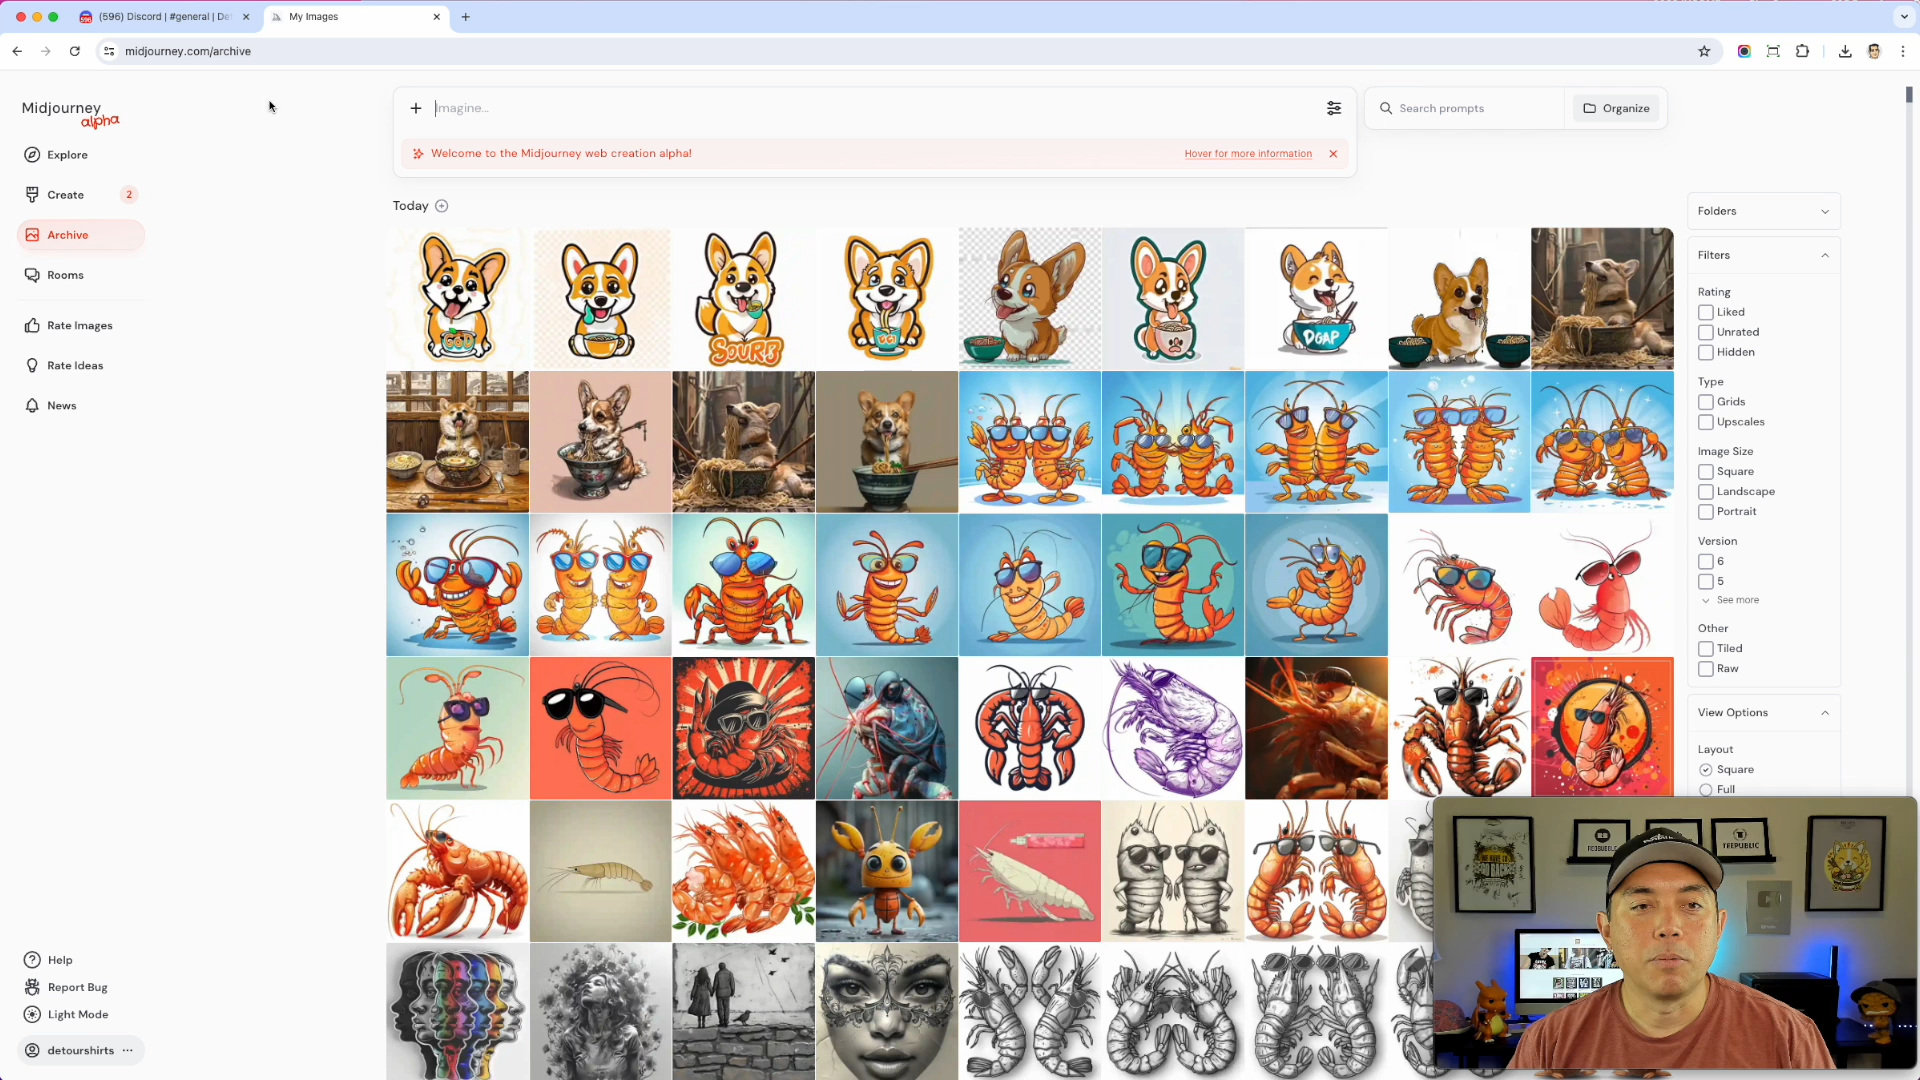 (596) Discord | #general | De
My Images
midjourney.com/archive
Midjourney
alpha
Imagine...
Search prompts
Organize
Welcome to the Midjourney web creation alpha!
Hover for more information
Explore
Create
2
Archive
Rooms
Rate Images
Rate Ideas
News
Today
Folders
Filters
Rating
Liked
Unrated
Hidden
Type
Grids
Upscales
Image Size
Square
Landscape
Portrait
Version
6
5
See more
Other
Tiled
Raw
View Options
Layout
Square
Full
Help
Report Bug
Light Mode
detourshirts
REDBUBBLE
TEEPUBLIC